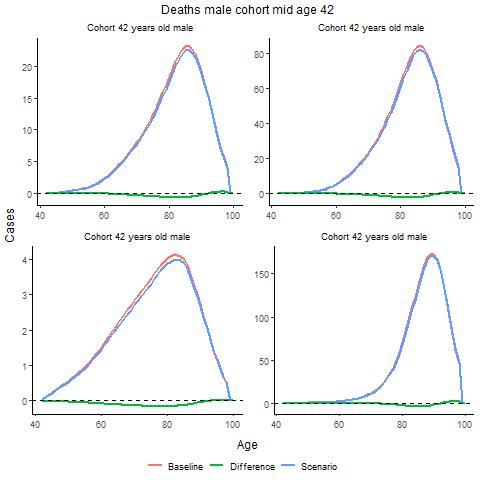 Deaths male cohort mid age 42
Cohort 42 years old male
Cohort 42 years old male
20
15
10
5
0
40 60 80 100
80
60
40
20
0
40 60 80 100
Cases
Cohort 42 years old male
Cohort 42 years old male
4
3
2
1
0
40 60 80 100
150
100
50
0
40 60 80 100
Age
Baseline Difference Scenario